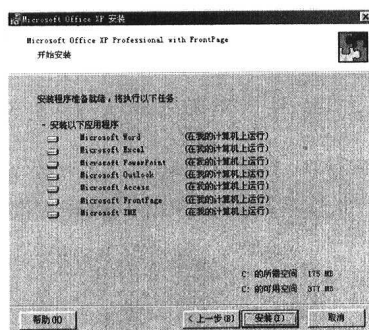 Microsoft Office XP 安装
Microsoft Office XP Professional with FrontPage
开始安装
安装程序准备就绪，将执行以下任务:
- 安装以下应用程序
Microsoft Word (在我的计算机上运行)
Microsoft Excel (在我的计算机上运行)
Microsoft PowerPoint (在我的计算机上运行)
Microsoft Outlook (在我的计算机上运行)
Microsoft Access (在我的计算机上运行)
Microsoft FrontPage (在我的计算机上运行)
Microsoft IME (在我的计算机上运行)
C: 的所需空间 175 MB
C: 的可用空间 377 MB
帮助(H) < 上一步(B) 安装(I) 取消